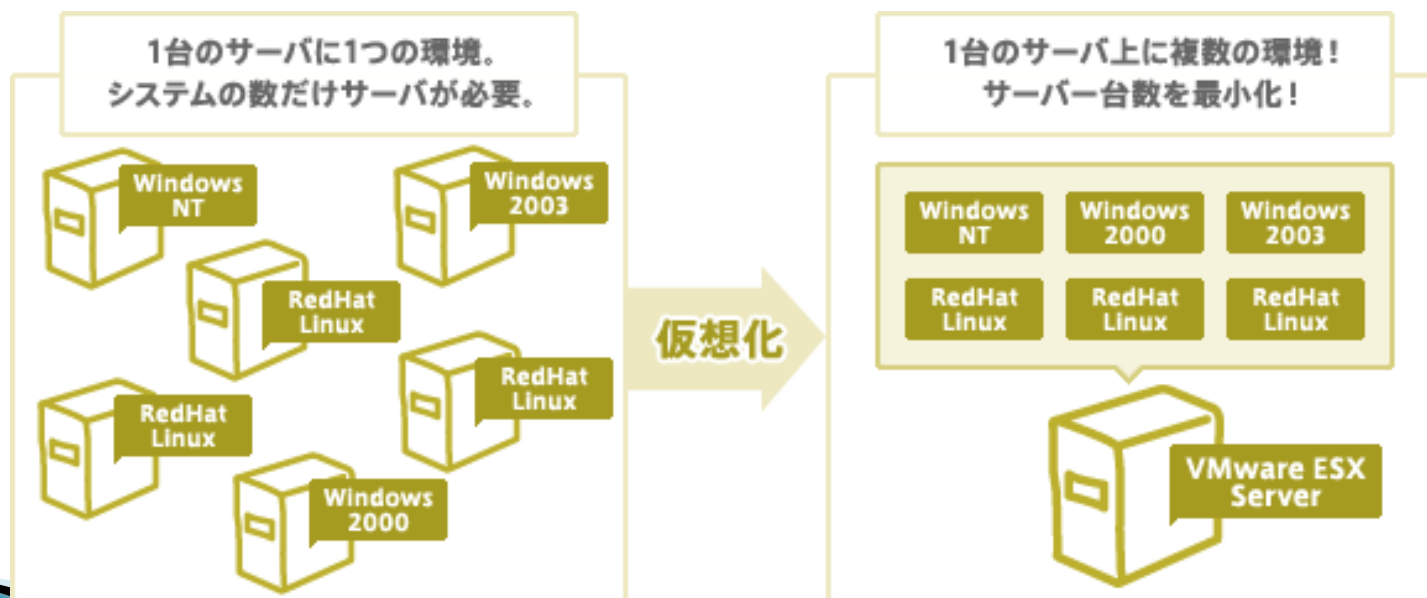 1台のサーバに1つの環境。
システムの数だけサーバが必要。
Windows
NT
Windows
2003
RedHat
Linux
RedHat
Linux
RedHat
Linux
Windows
2000
仮想化
1台のサーバ上に複数の環境!
サーバー台数を最小化!
Windows
NT
Windows
2000
Windows
2003
RedHat
Linux
RedHat
Linux
RedHat
Linux
VMware ESX
Server